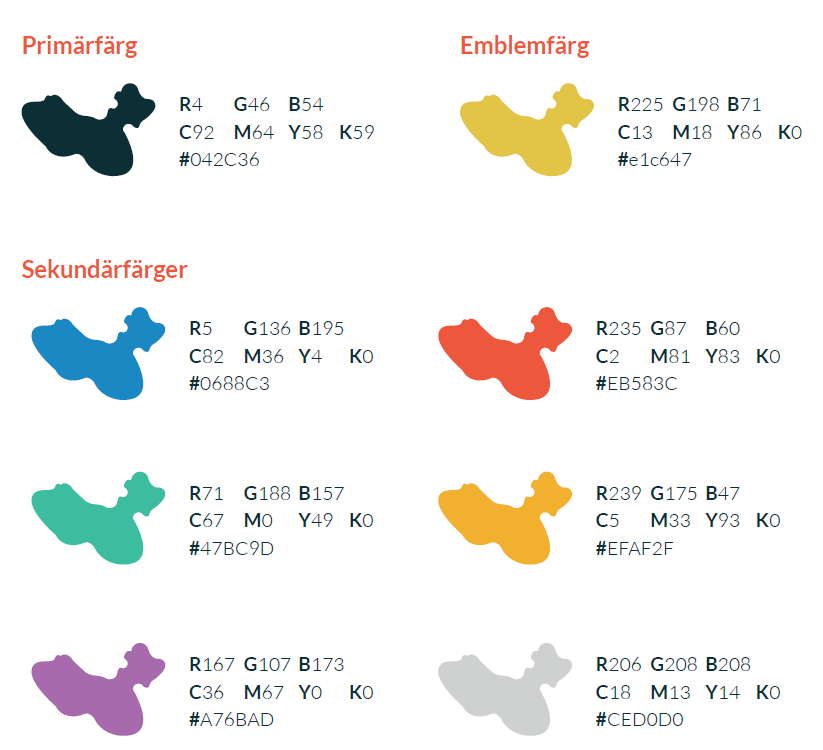 Primärfärg
R4 G46 B54
C92 M64 Y58 K59
#042C36
Emblemfärg
R225 G198 B71
C13 M18 Y86 K0
#e1c647
Sekundärfärger
R5 G136 B195
C82 M36 Y4 K0
#0688C3
R235 G87 B60
C2 M81 Y83 K0
#EB583C
R71 G188 B157
C67 M0 Y49 K0
#47BC9D
R239 G175 B47
C5 M33 Y93 K0
#EFAF2F
R167 G107 B173
C36 M67 Y0 K0
#A76BAD
R206 G208 B208
C18 M13 Y14 K0
#CED0D0